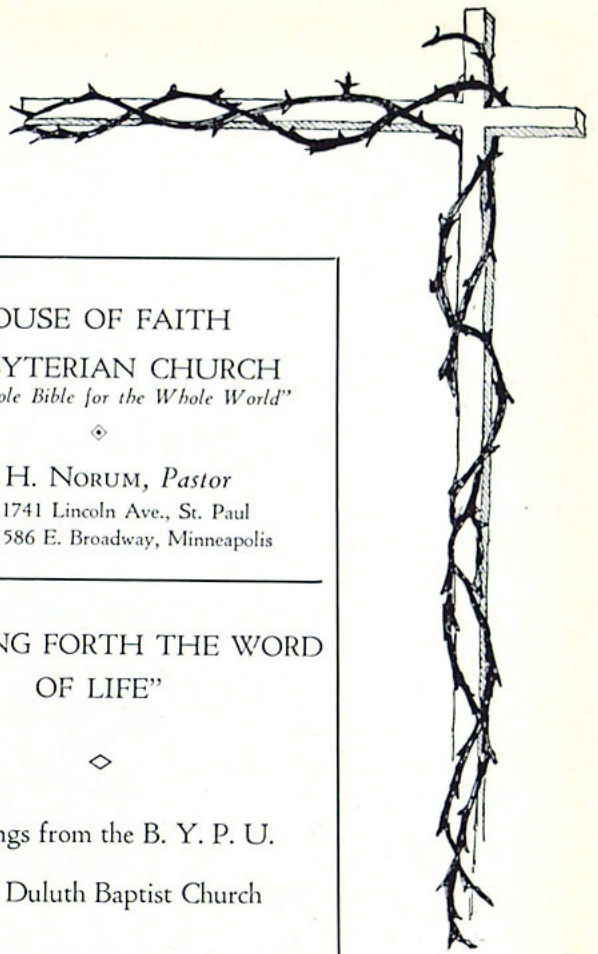 OUSE OF FAITH
YTERIAN CHURCH
ole Bible for the Whole World”
H. NORUM, Pastor
1741 Lincoln Ave., St. Paul
586 E. Broadway, Minneapolis
NG FORTH THE WORD
OF LIFE”
ngs from the B. Y. P. U.
Duluth Baptist Church